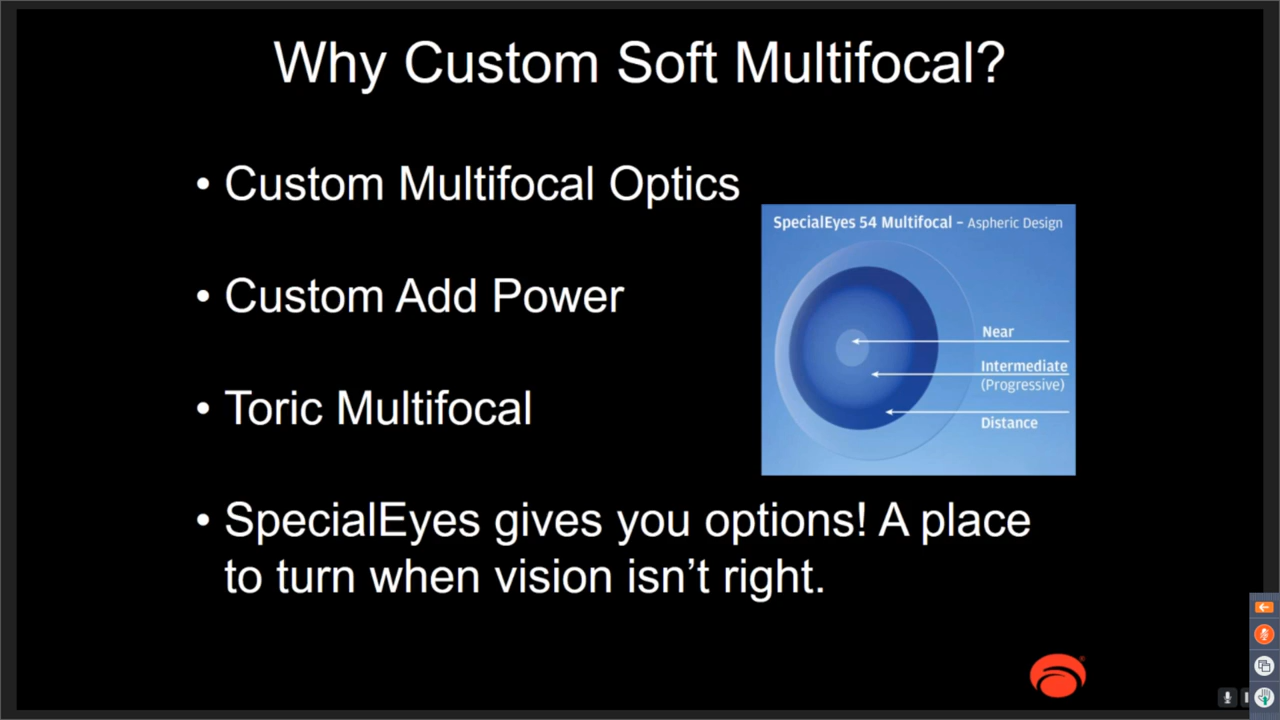 Why Custom Soft Multifocal?
• Custom Multifocal Optics
• Custom Add Power
• Toric Multifocal
• SpecialEyes gives you options! A place
to turn when vision isn’t right.
SpecialEyes 54 Multifocal – Aspheric Design
Near
Intermediate
(Progressive)
Distance